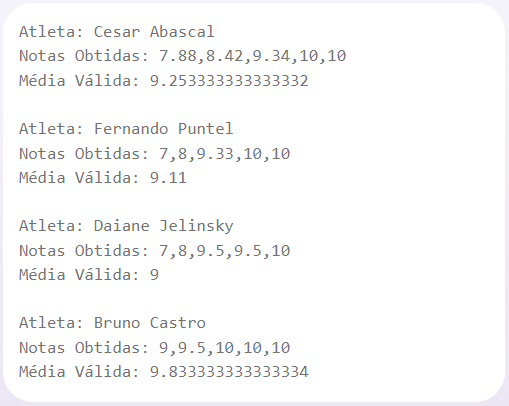 Atleta: Cesar Abascal
Notas Obtidas: 7.88,8.42,9.34,10,10
Média Válida: 9.253333333333332
Atleta: Fernando Puntel
Notas Obtidas: 7,8,9.33,10,10
Média Válida: 9.11
Atleta: Daiane Jelinsky
Notas Obtidas: 7,8,9.5,9.5,10
Média Válida: 9
Atleta: Bruno Castro
Notas Obtidas: 9,9.5,10,10,10
Média Válida: 9.833333333333334